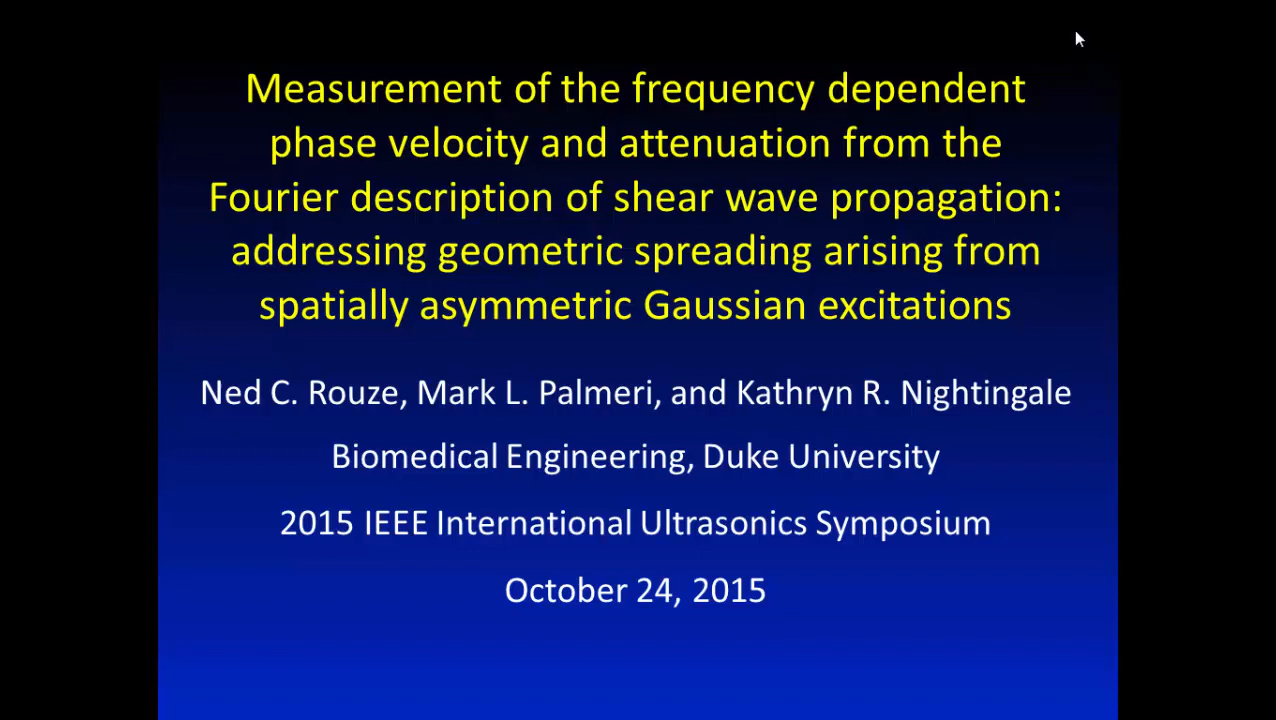 Measurement of the frequency dependent
phase velocity and attenuation from the
Fourier description of shear wave propagation:
addressing geometric spreading arising from
spatially asymmetric Gaussian excitations
Ned C. Rouze, Mark L. Palmeri, and Kathryn R. Nightingale
Biomedical Engineering, Duke University
2015 IEEE International Ultrasonics Symposium
October 24, 2015